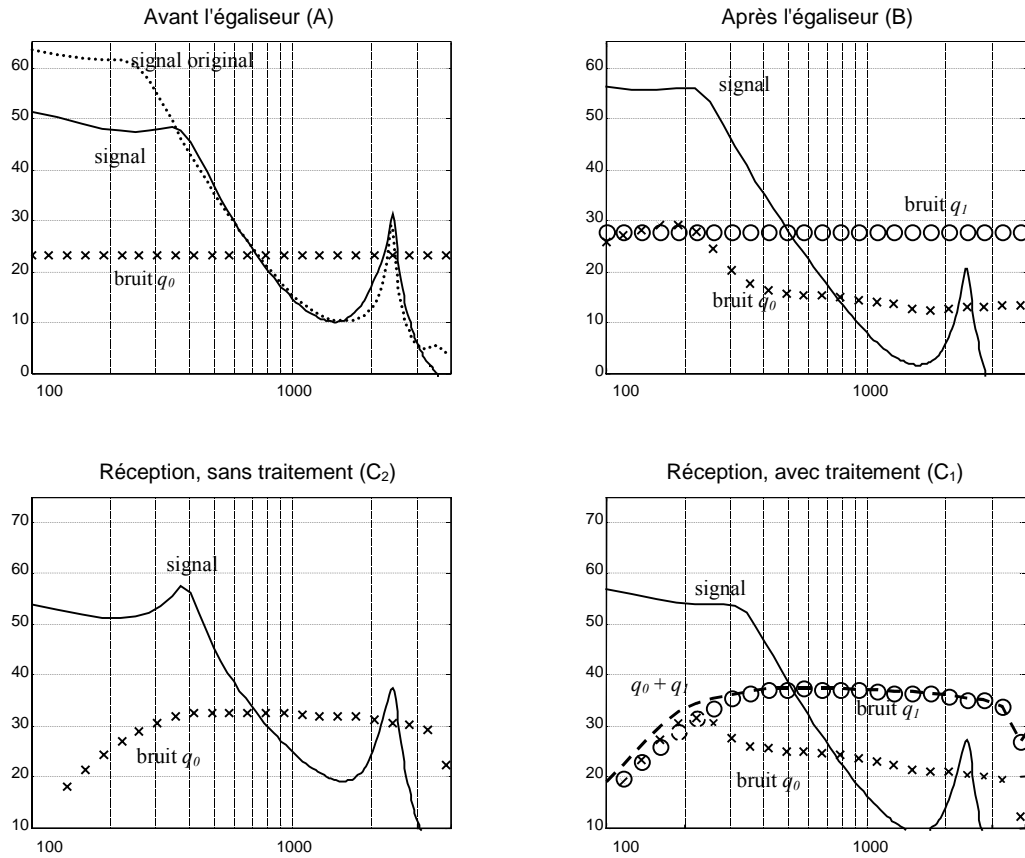 Avant l'égaliseur (A)
60
50
40
30
20
10
0
100
1000
signal original
signal
bruit q0
Après l'égaliseur (B)
60
50
40
30
20
10
0
100
1000
signal
bruit q1
bruit q0
Réception, sans traitement (C2)
70
60
50
40
30
20
10
100
1000
signal
bruit q0
Réception, avec traitement (C1)
70
60
50
40
30
20
10
100
1000
signal
q0 + q1
bruit q1
bruit q0